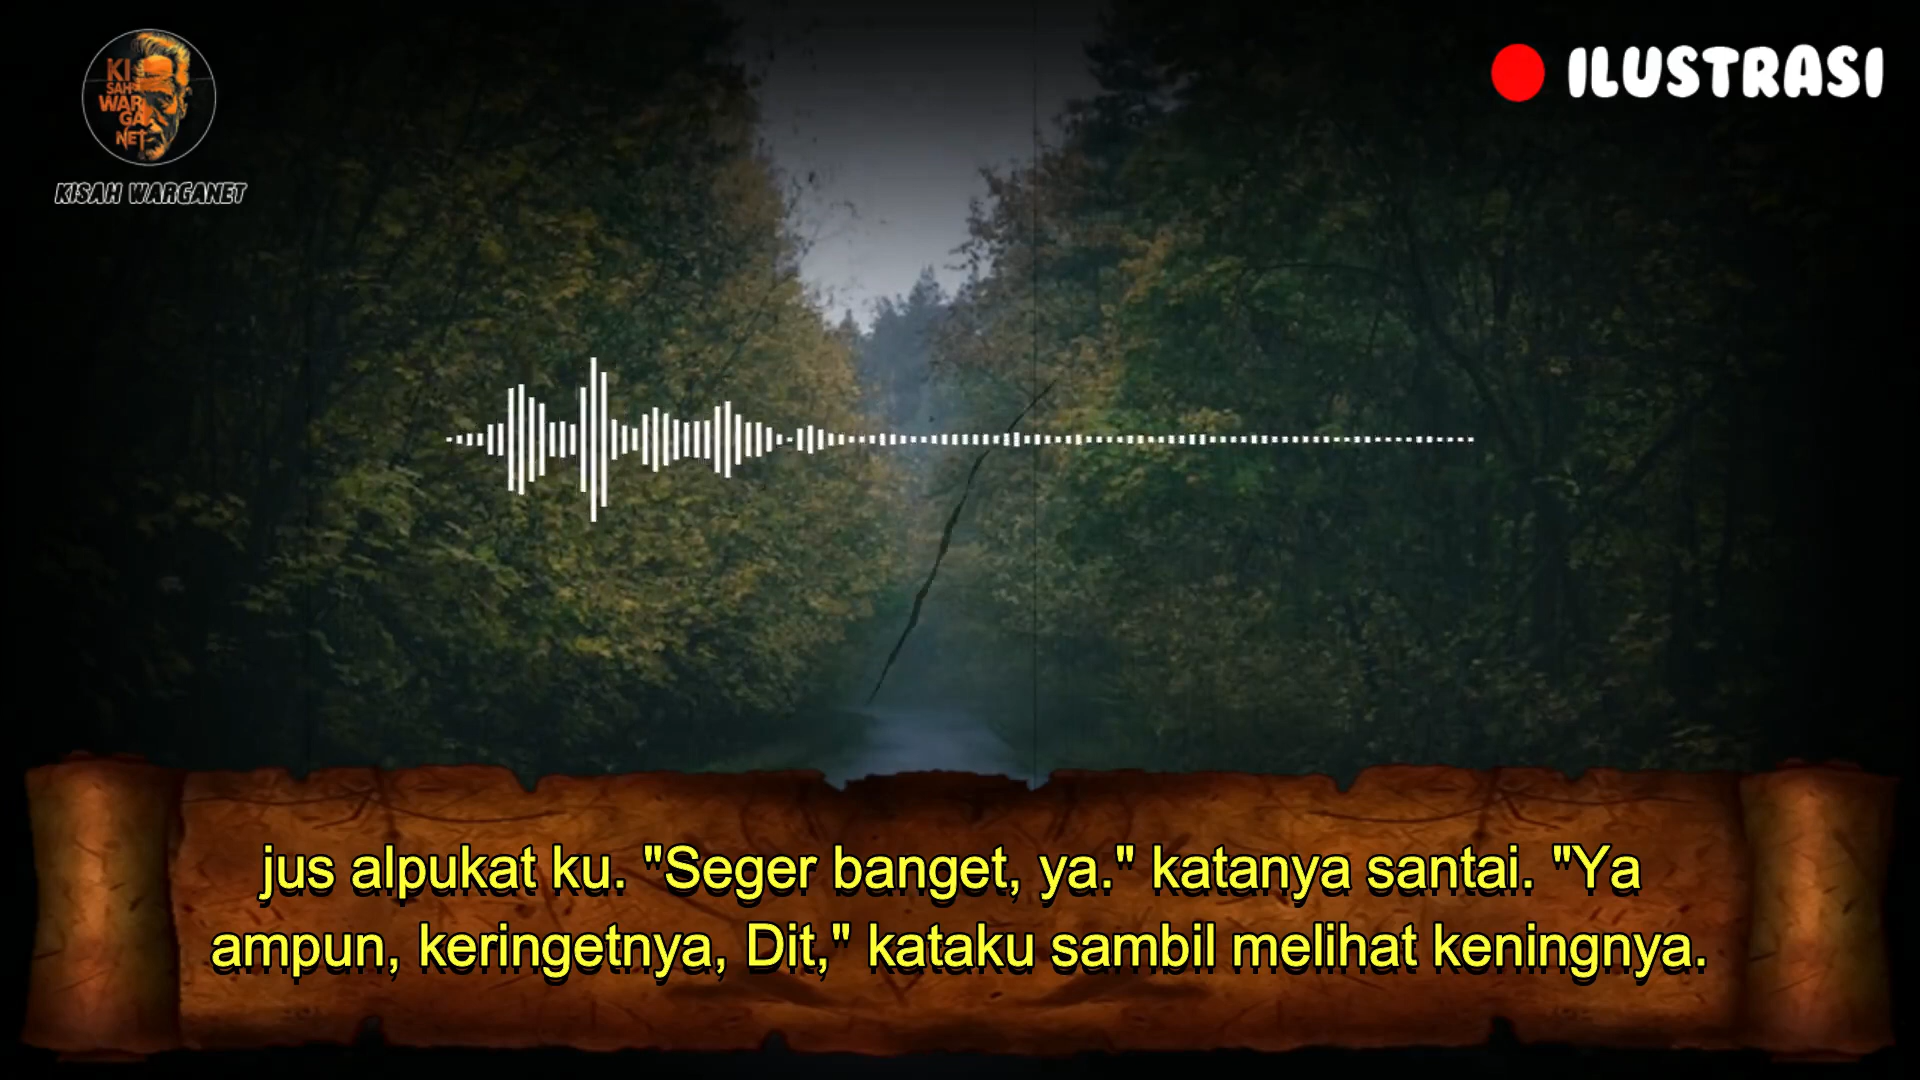 KI
SAH
WAR
GA
NET
KISAH WARGANET
ILUSTRASI
jus alpukat ku. "Seger banget, ya." katanya santai. "Ya
ampun, keringetnya, Dit," kataku sambil melihat keningnya.